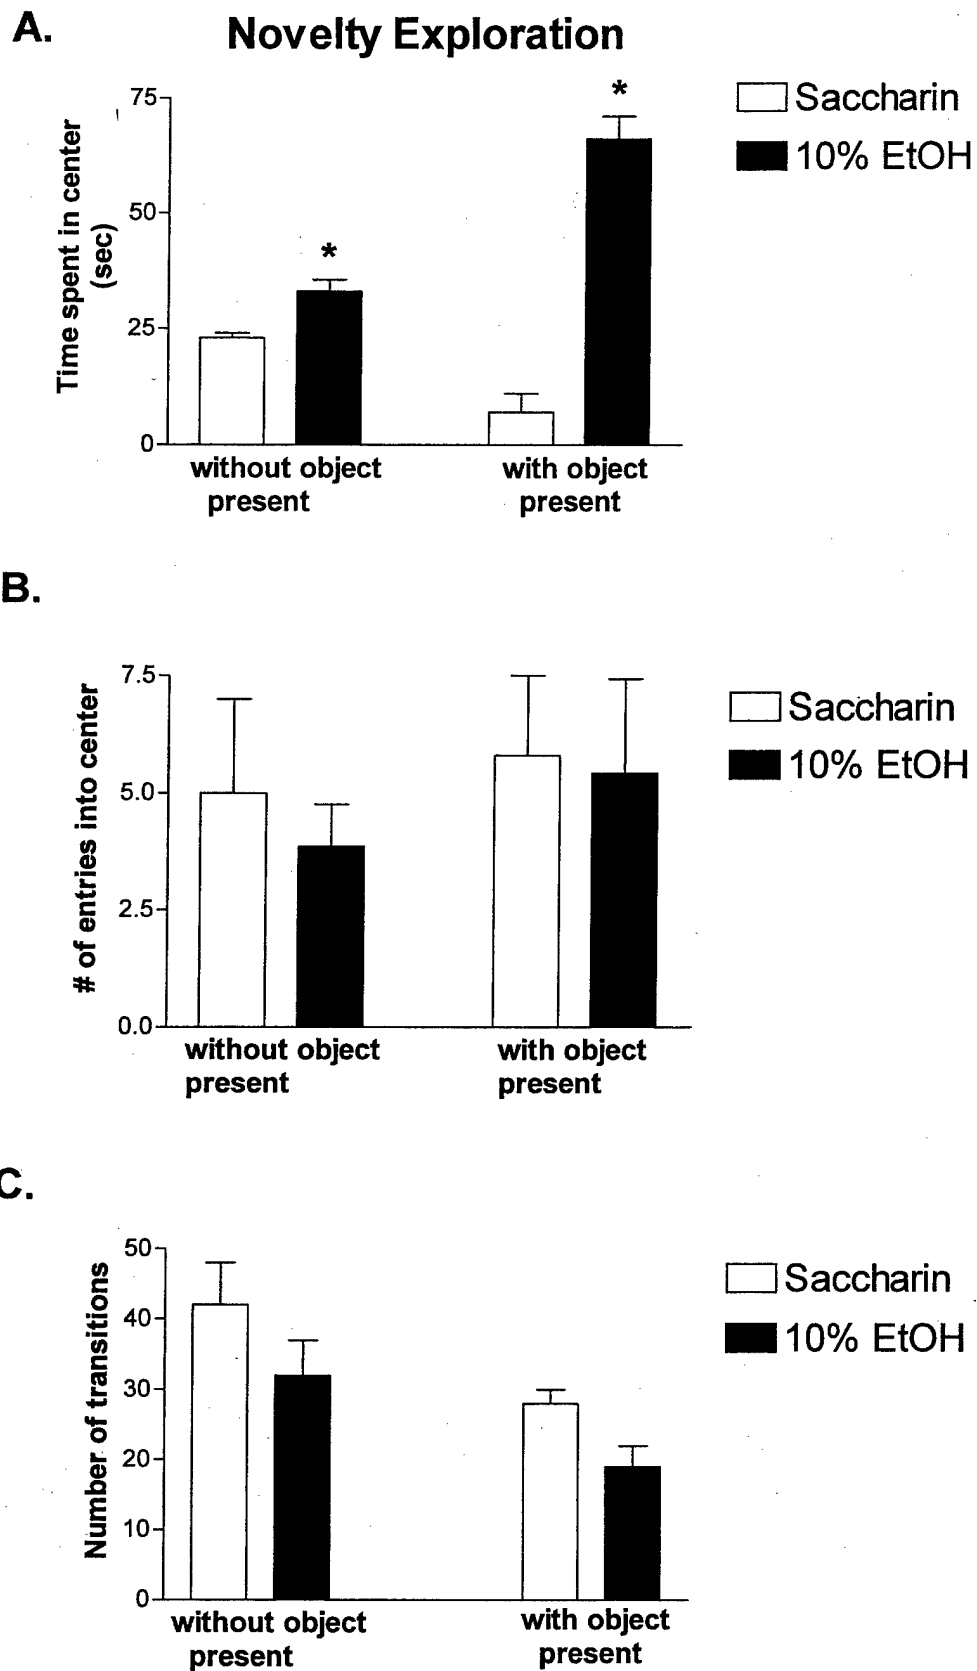 A.
Novelty Exploration
Time spent in center
(sec)
75
50
25
0
*
*
Saccharin
10% EtOH
without object
present
with object
present
B.
# of entries into center
7.5
5.0
2.5
0.0
Saccharin
10% EtOH
without object
present
with object
present
C.
Number of transitions
50
40
30
20
10
0
Saccharin
10% EtOH
without object
present
with object
present